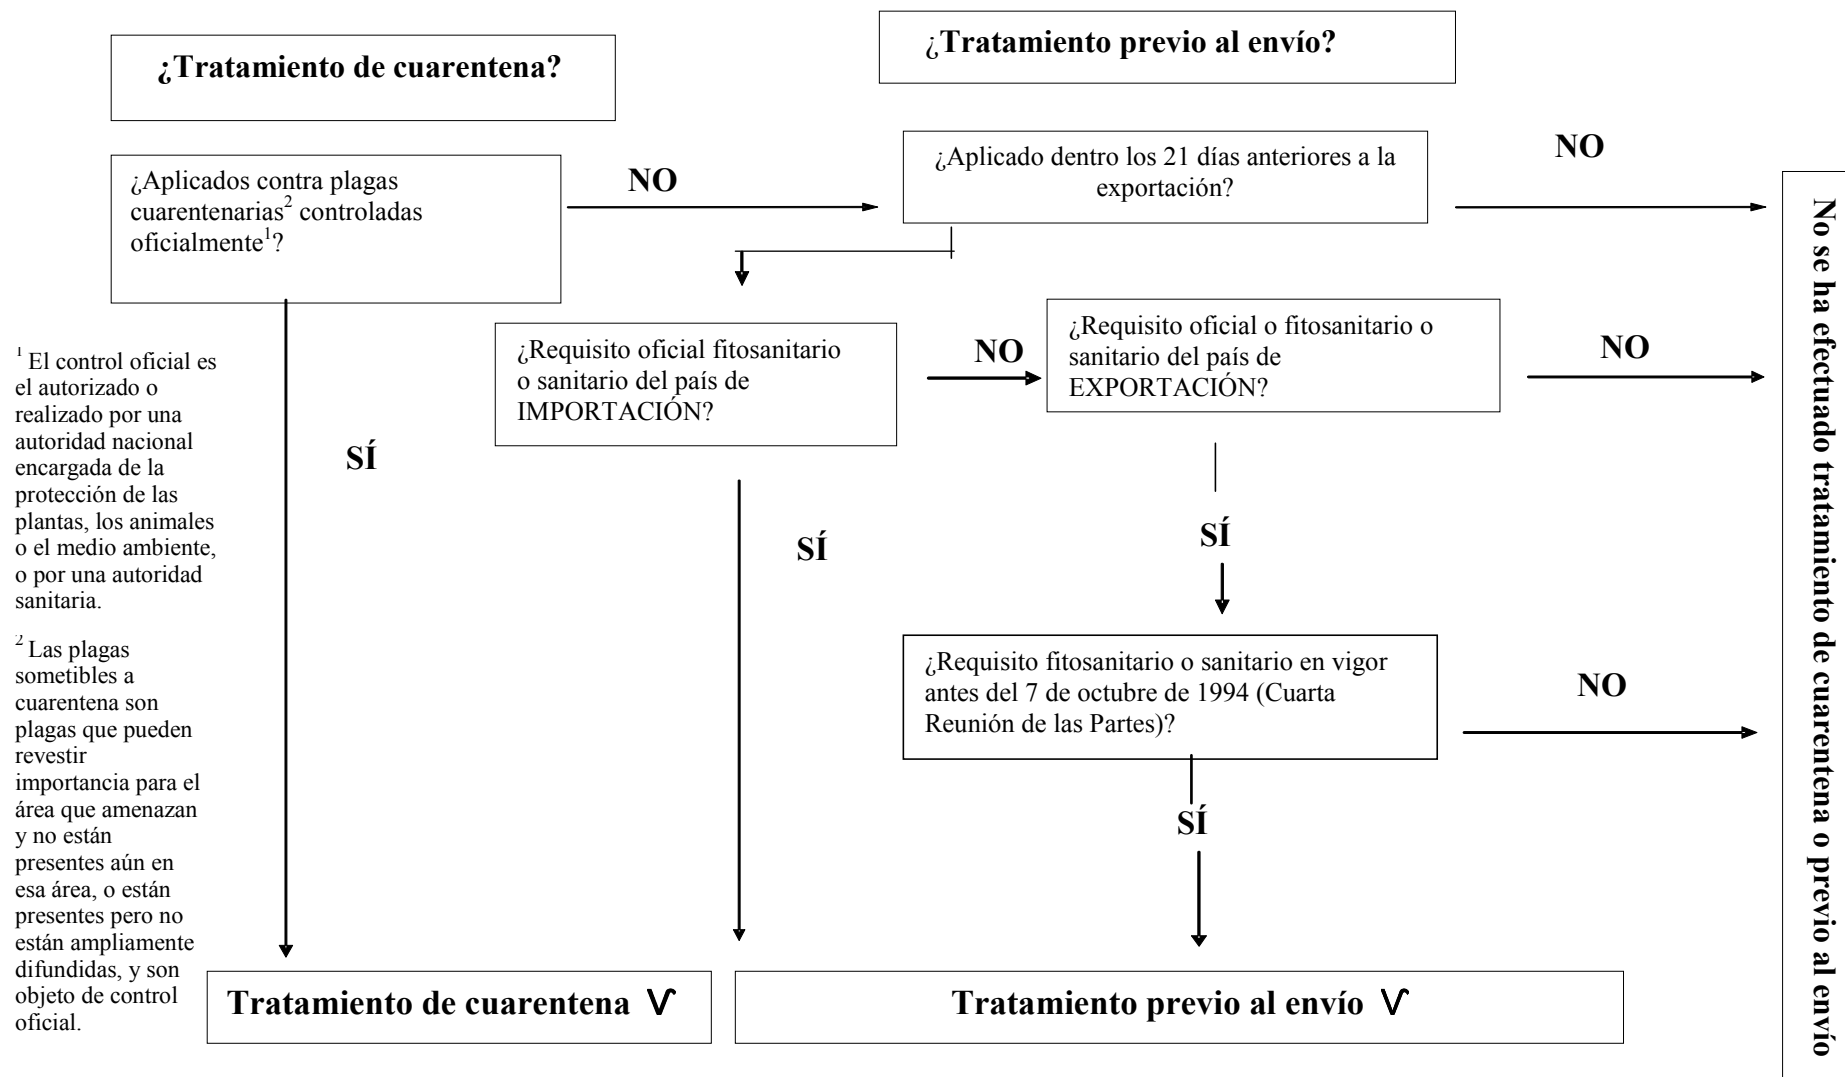 ¿Tratamiento de cuarentena?
¿Tratamiento previo al envío?
¿Aplicados contra plagas
cuarentenarias² controladas
oficialmente¹?
NO
¿Aplicado dentro los 21 días anteriores a la
exportación?
NO
¿Requisito oficial fitosanitario
o sanitario del país de
IMPORTACIÓN?
NO
¿Requisito oficial o fitosanitario o
sanitario del país de
EXPORTACIÓN?
NO
SÍ
SÍ
SÍ
¿Requisito fitosanitario o sanitario en vigor
antes del 7 de octubre de 1994 (Cuarta
Reunión de las Partes)?
NO
SÍ
¹ El control oficial es
el autorizado o
realizado por una
autoridad nacional
encargada de la
protección de las
plantas, los animales
o el medio ambiente,
o por una autoridad
sanitaria.
² Las plagas
sometibles a
cuarentena son
plagas que pueden
revestir
importancia para el
área que amenazan
y no están
presentes aún en
esa área, o están
presentes pero no
están ampliamente
difundidas, y son
objeto de control
oficial.
Tratamiento de cuarentena √
Tratamiento previo al envío √
No se ha efectuado tratamiento de cuarentena o previo al envío